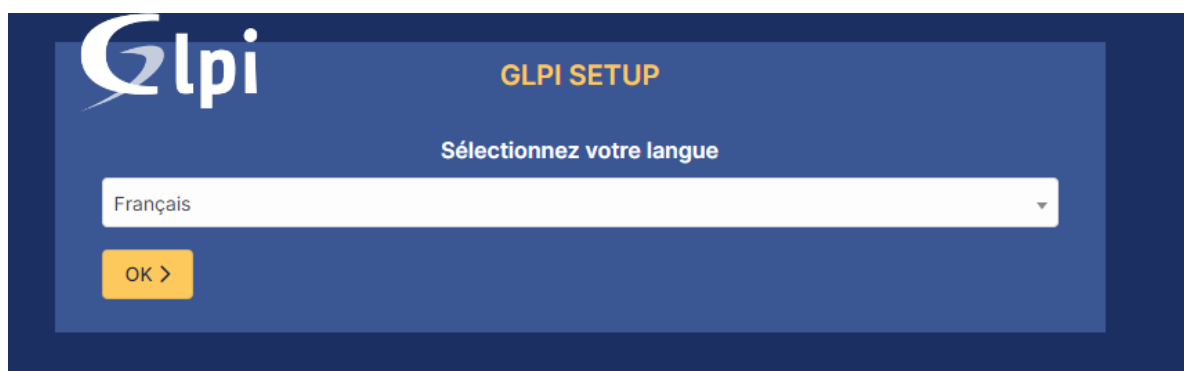 Glpi
GLPI SETUP
Sélectionnez votre langue
Français
OK >